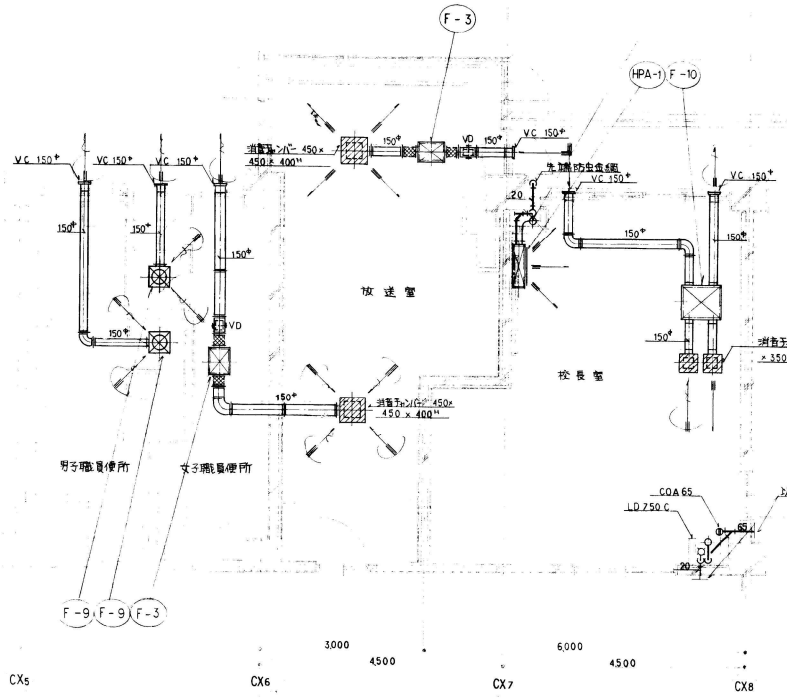 F-3
HPA-1 F-10
VC 150φ
VC 150φ
VC 150φ
消音チャンバー 450×
450 × 400H
150φ
VD
150φ
VC 150φ
先端防虫金網
20
VC 150φ
VC 150φ
150φ
150φ
150φ
150φ
150φ
放送室
VD
150φ
150φ
消音チ
× 350
校長室
150φ
消音チャンバー 450×
450 × 400H
男子職員便所
女子職員便所
COA 65
LD750C
65
20
F-9
F-9
F-3
3,000
6,000
4,500
4,500
CX5
CX6
CX7
CX8